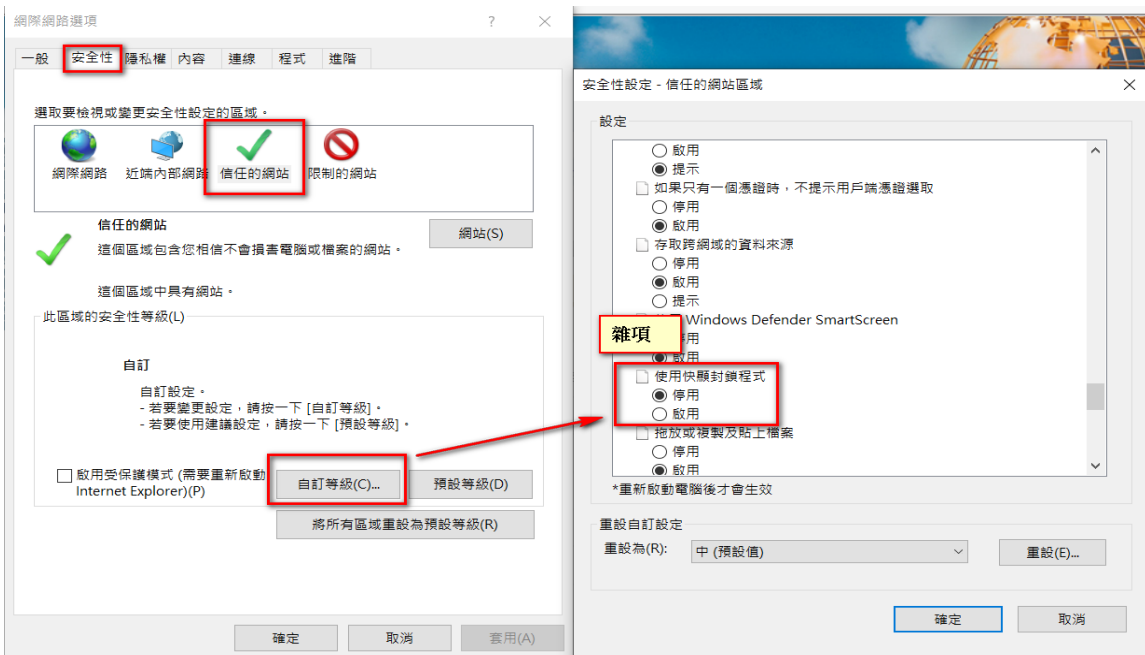 網際網路選項
一般 安全性 隱私權 內容 連線 程式 進階
選取要檢視或變更安全性設定的區域。
網際網路 近端內部網路 信任的網站 限制的網站
信任的網站
網站(S)
這個區域包含您相信不會損害電腦或檔案的網站。
這個區域中具有網站。
此區域的安全性等級(L)
自訂
自訂設定。
- 若要變更設定，請按一下 [自訂等級]。
- 若要使用建議設定，請按一下 [預設等級]。
啟用受保護模式 (需要重新啟動
Internet Explorer)(P)
自訂等級(C)... 預設等級(D)
將所有區域重設為預設等級(R)
確定 取消 套用(A)
安全性設定 - 信任的網站區域
設定
啟用
提示
如果只有一個憑證時，不提示用戶端憑證選取
停用
啟用
存取跨網域的資料來源
停用
啟用
提示
Windows Defender SmartScreen
雜項
用
啟用
使用快顯封鎖程式
停用
啟用
拖放或複製及貼上檔案
停用
啟用
*重新啟動電腦後才會生效
重設自訂設定
重設為(R): 中 (預設值) 重設(E)...
確定 取消